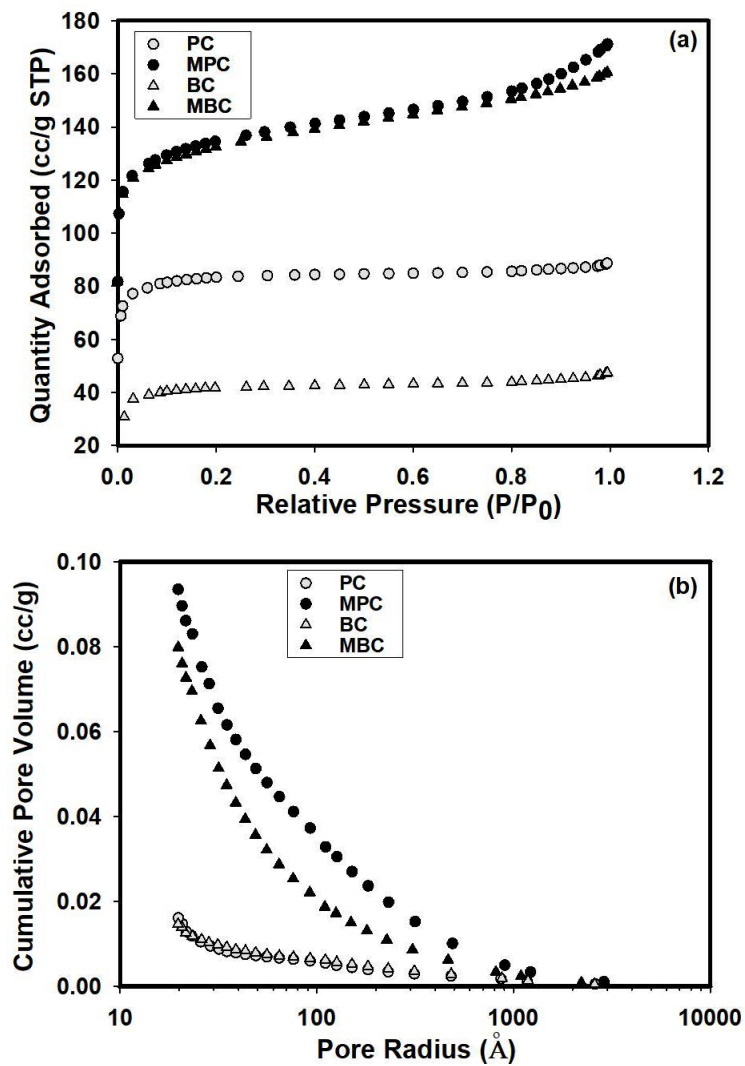 (a)
PC
MPC
BC
MBC
180
160
140
120
100
80
60
40
20
Quantity Adsorbed (cc/g STP)
0.0 0.2 0.4 0.6 0.8 1.0 1.2
Relative Pressure (P/P0)
(b)
PC
MPC
BC
MBC
0.10
0.08
0.06
0.04
0.02
0.00
Cumulative Pore Volume (cc/g)
10 100 1000 10000
Pore Radius (Å)